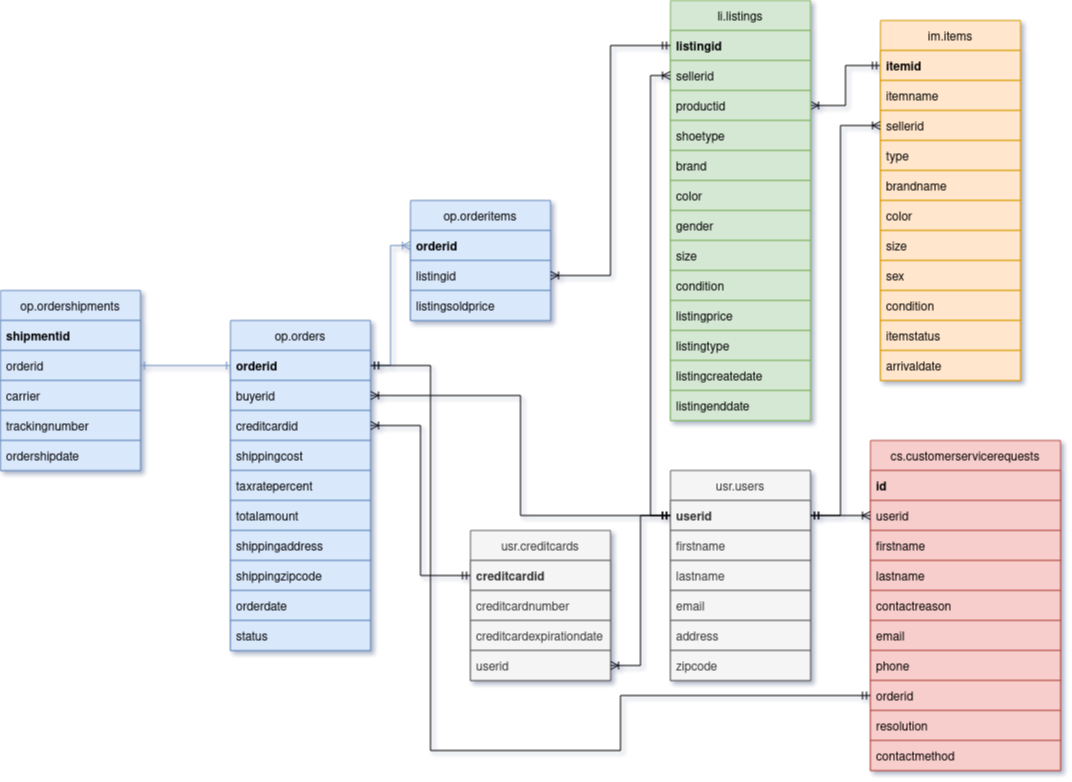 li.listings
listingid
sellerid
productid
shoetype
brand
color
gender
size
condition
listingprice
listingtype
listingcreatedate
listingenddate
im.items
itemid
itemname
sellerid
type
brandname
color
size
sex
condition
itemstatus
arrivaldate
op.orderitems
orderid
listingid
listingsoldprice
op.ordershipments
shipmentid
orderid
carrier
trackingnumber
ordershipdate
op.orders
orderid
buyerid
creditcardid
shippingcost
taxratepercent
totalamount
shippingaddress
shippingzipcode
orderdate
status
usr.creditcards
creditcardid
creditcardnumber
creditcardexpirationdate
userid
usr.users
userid
firstname
lastname
email
address
zipcode
cs.customerservicerequests
id
userid
firstname
lastname
contactreason
email
phone
orderid
resolution
contactmethod